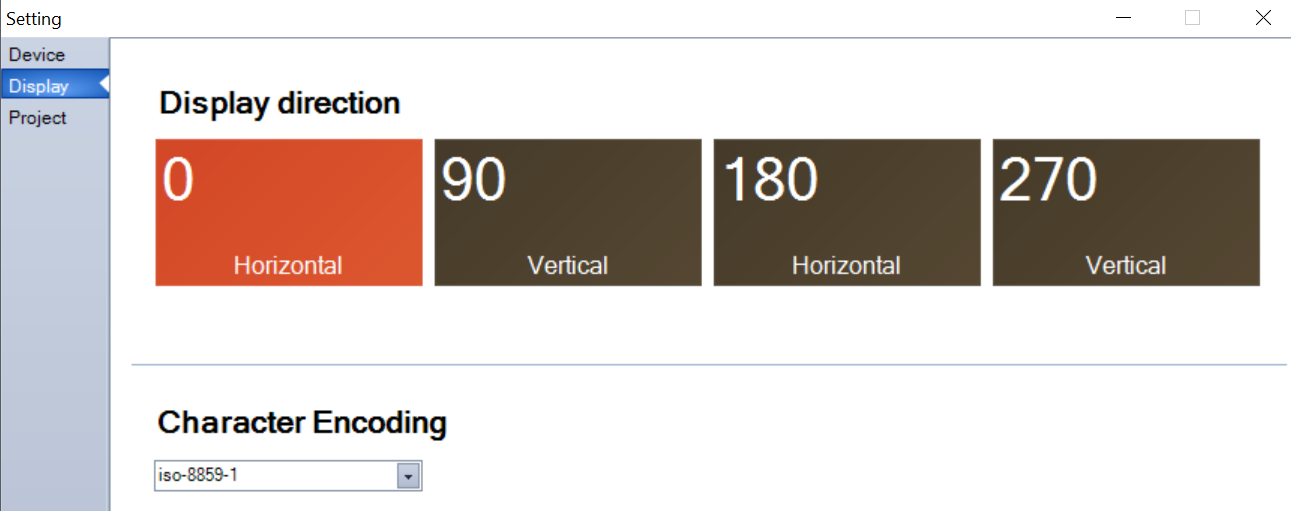 Setting
Device
Display
Project
Display direction
0
90
180
270
Horizontal
Vertical
Horizontal
Vertical
Character Encoding
iso-8859-1